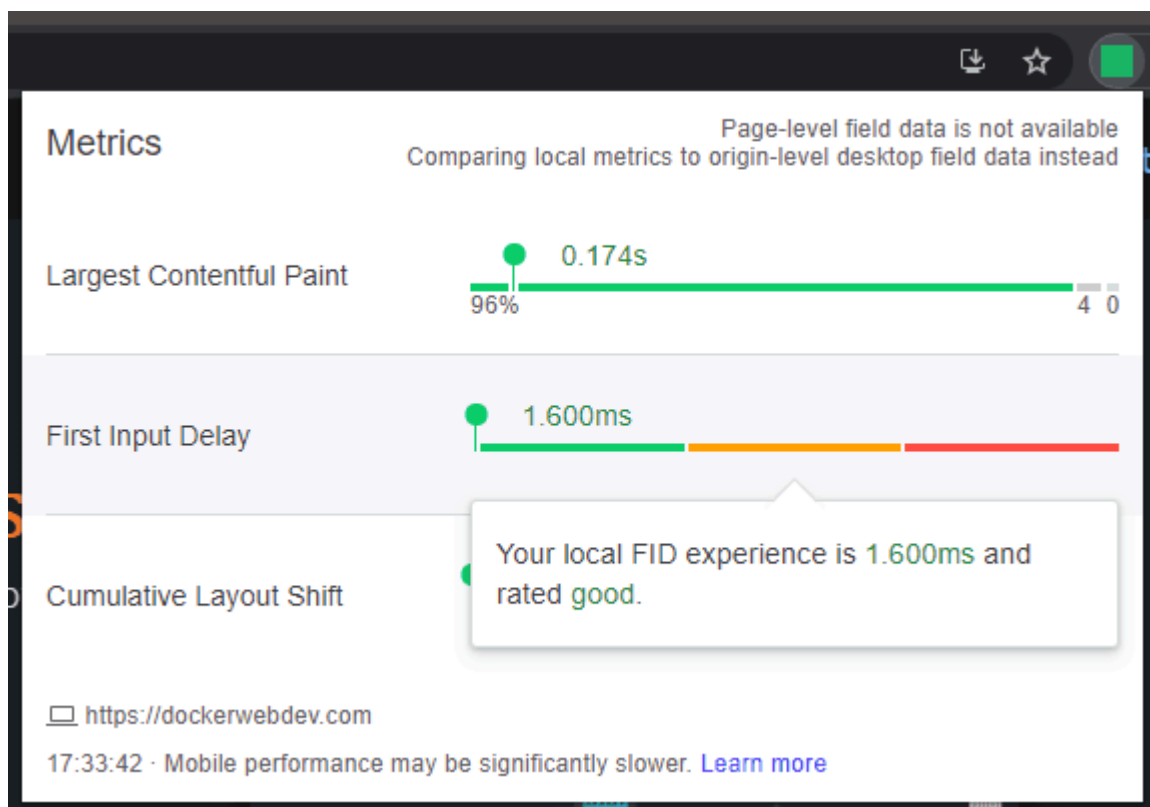 Metrics
Page-level field data is not available
Comparing local metrics to origin-level desktop field data instead
Largest Contentful Paint
0.174s
96%
4 0
First Input Delay
1.600ms
Your local FID experience is 1.600ms and
rated good.
Cumulative Layout Shift
https://dockerwebdev.com
17:33:42 · Mobile performance may be significantly slower. Learn more